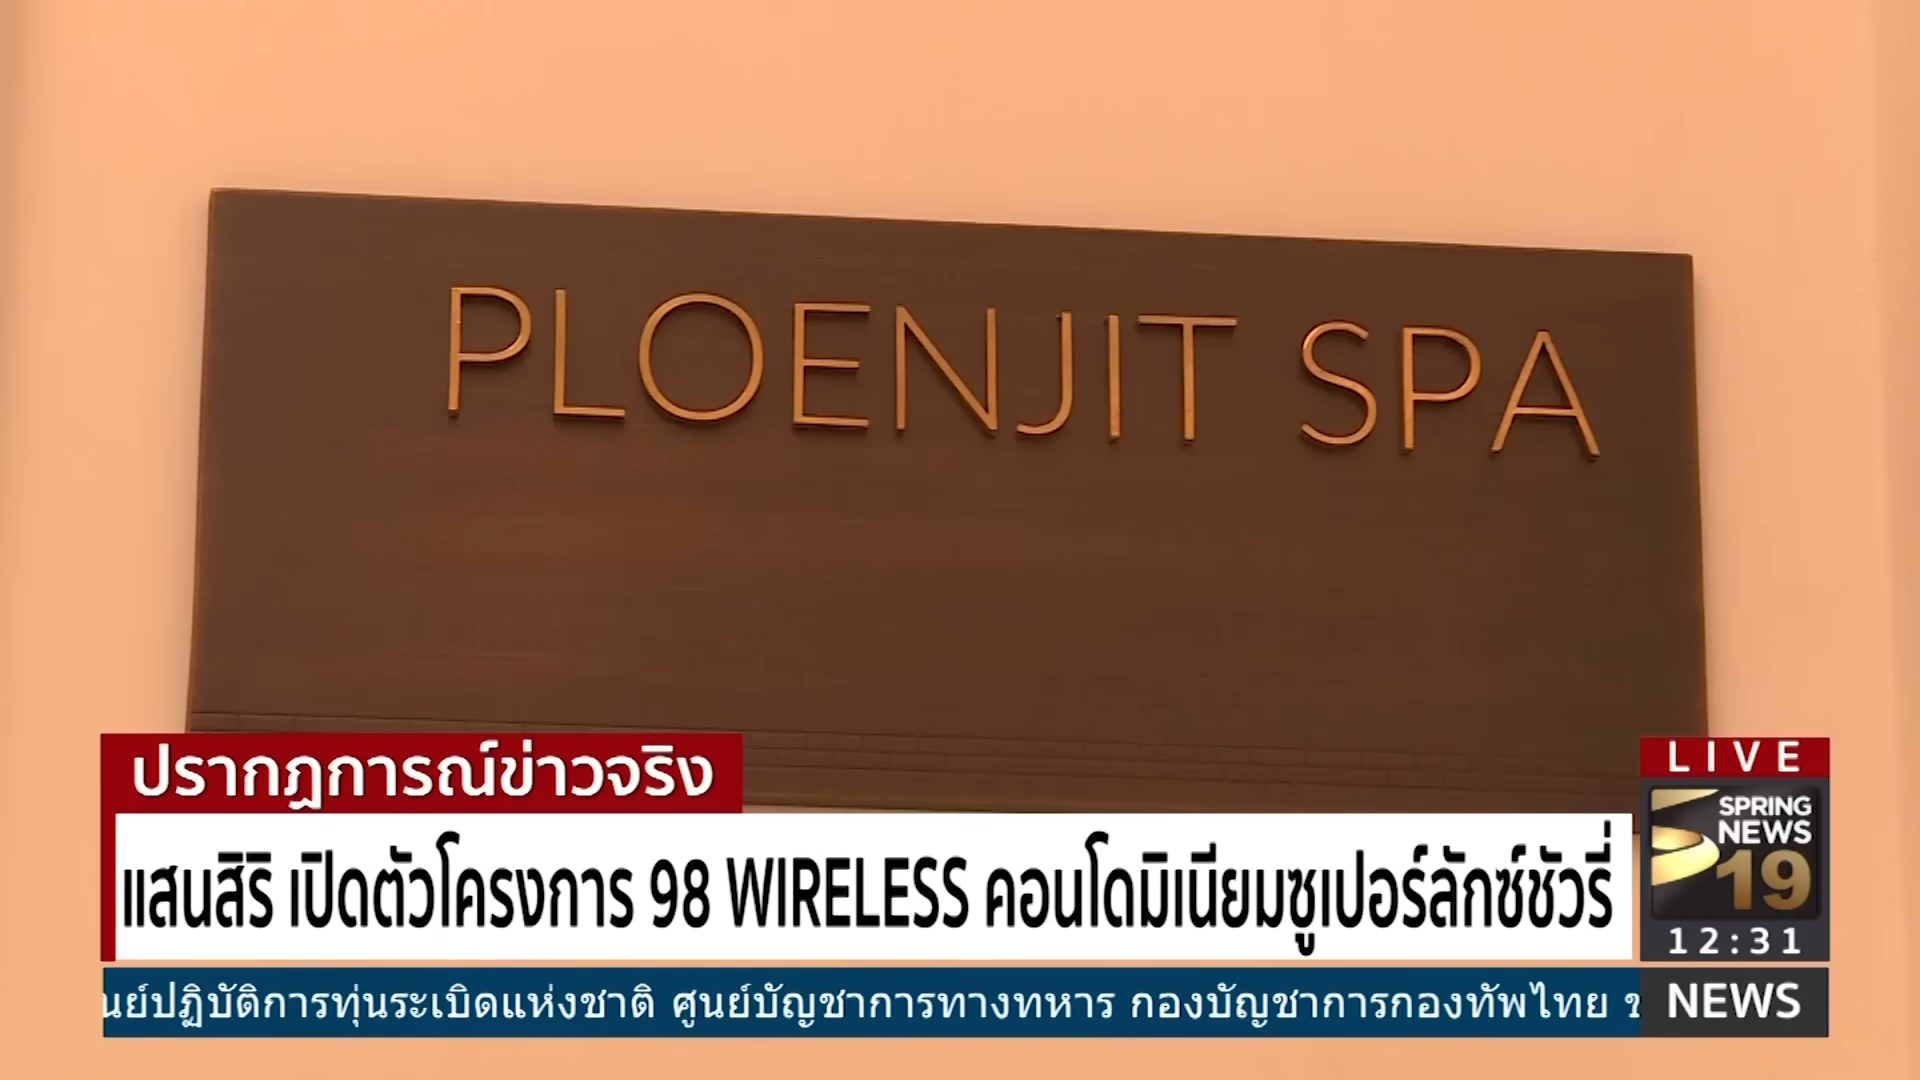 PLOENJIT SPA
ปรากฏการณ์ข่าวจริง
แสนสิริ เปิดตัวโครงการ 98 WIRELESS คอนโดมิเนียมซูเปอร์ลักซ์ชัวรี่
LIVE
SPRING
NEWS
19
12:31
นย์ปฏิบัติการทุ่นระเบิดแห่งชาติ ศูนย์บัญชาการทางทหาร กองบัญชาการกองทัพไทย ข
NEWS